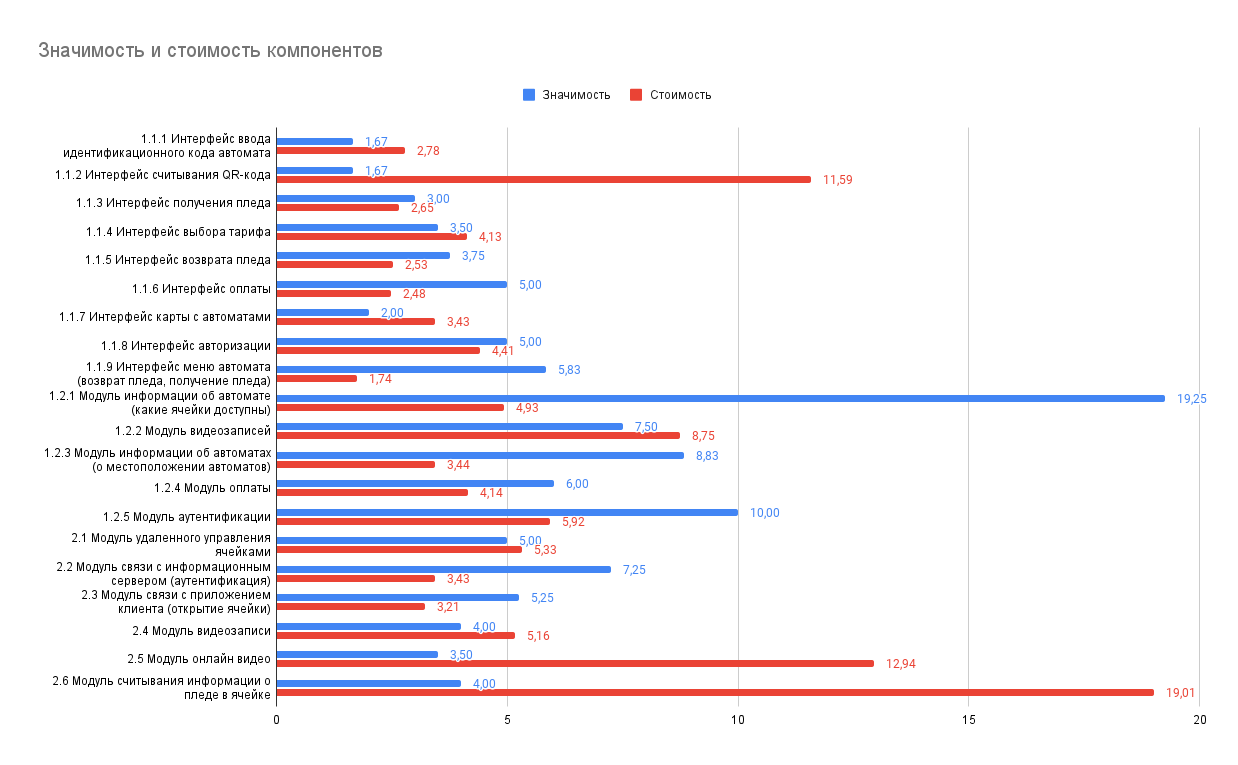 Значимость и стоимость компонентов
Значимость
Стоимость
1.1.1 Интерфейс ввода
идентификационного кода автомата
1,67
2,78
1.1.2 Интерфейс считывания QR-кода
1,67
11,59
1.1.3 Интерфейс получения пледа
3,00
2,65
1.1.4 Интерфейс выбора тарифа
3,50
4,13
1.1.5 Интерфейс возврата пледа
3,75
2,53
1.1.6 Интерфейс оплаты
5,00
2,48
1.1.7 Интерфейс карты с автоматами
2,00
3,43
1.1.8 Интерфейс авторизации
5,00
4,41
1.1.9 Интерфейс меню автомата
(возврат пледа, получение пледа)
5,83
1,74
1.2.1 Модуль информации об автомате
(какие ячейки доступны)
19,25
4,93
1.2.2 Модуль видеозаписей
7,50
8,75
1.2.3 Модуль информации об автоматах
(о местоположении автоматов)
8,83
3,44
1.2.4 Модуль оплаты
6,00
4,14
1.2.5 Модуль аутентификации
10,00
5,92
2.1 Модуль удаленного управления
ячейками
5,00
5,33
2.2 Модуль связи с информационным
сервером (аутентификация)
7,25
3,43
2.3 Модуль связи с приложением
клиента (открытие ячейки)
5,25
3,21
2.4 Модуль видеозаписи
4,00
5,16
2.5 Модуль онлайн видео
3,50
12,94
2.6 Модуль считывания информации о
пледе в ячейке
4,00
19,01
0
5
10
15
20